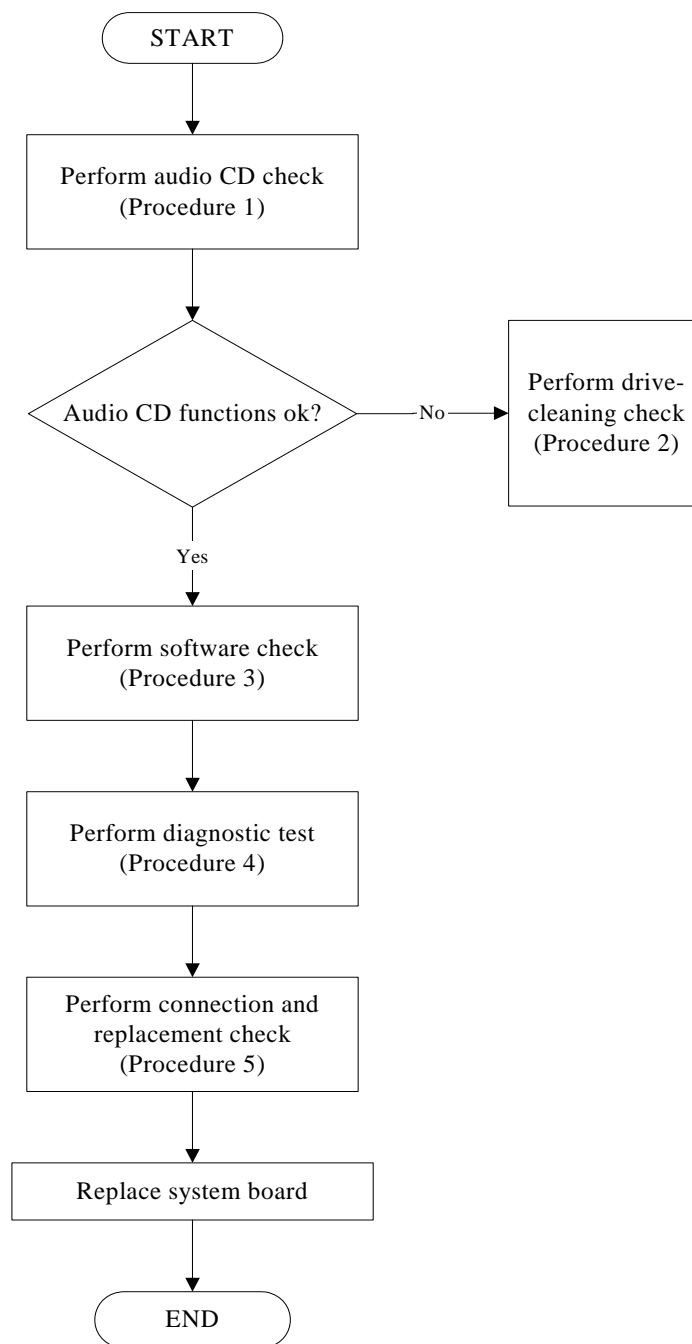 START
Perform audio CD check
(Procedure 1)
Audio CD functions ok?
No
Perform drive-
cleaning check
(Procedure 2)
Yes
Perform software check
(Procedure 3)
Perform diagnostic test
(Procedure 4)
Perform connection and
replacement check
(Procedure 5)
Replace system board
END